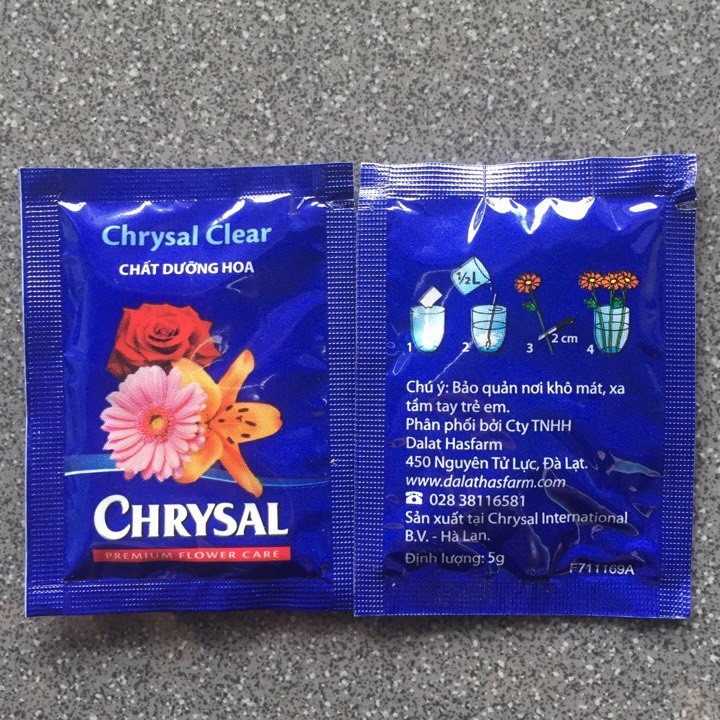 Chrysal Clear
CHẤT DƯỠNG HOA
CHRYSAL
PREMIUM FLOWER CARE
½L
1 2 3 2 cm 4
Chú ý: Bảo quản nơi khô mát, xa
tầm tay trẻ em.
Phân phối bởi Cty TNHH
Dalat Hasfarm
450 Nguyên Tử Lực, Đà Lạt.
www.dalathasfarm.com
☎ 028 38116581
Sản xuất tại Chrysal International
B.V. - Hà Lan.
Định lượng: 5g
F711169A